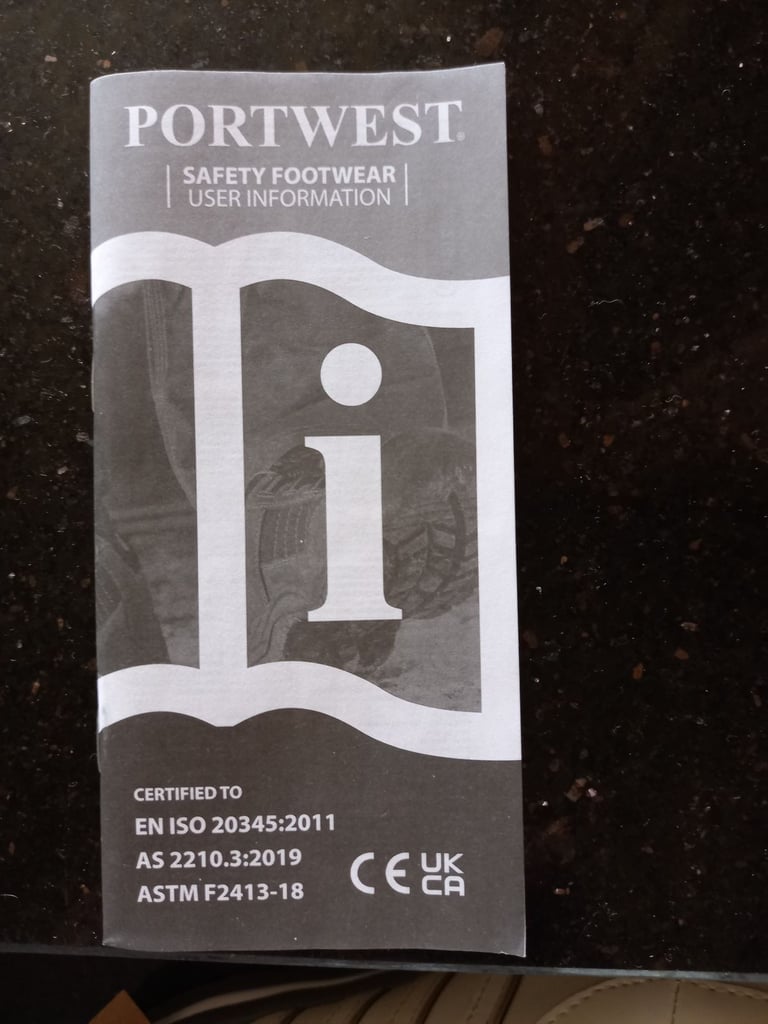 PORTWEST®
SAFETY FOOTWEAR
USER INFORMATION
i
CERTIFIED TO
EN ISO 20345:2011
AS 2210.3:2019
ASTM F2413-18
CE UK
CA